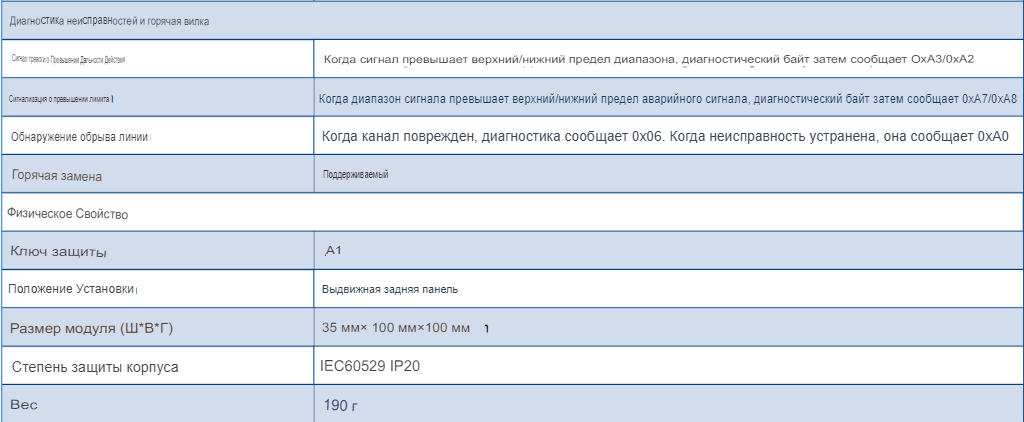 Диагностика неисправностей и горячая вилка
Сигнал тревоги о Превышении Дальности Действия
Когда сигнал превышает верхний/нижний предел диапазона, диагностический байт затем сообщает OxA3/0xA2
Сигнализация о превышении лимита
Когда диапазон сигнала превышает верхний/нижний предел аварийного сигнала, диагностический байт затем сообщает 0xA7/0xA8
Обнаружение обрыва линии
Когда канал поврежден, диагностика сообщает 0x06. Когда неисправность устранена, она сообщает 0xA0
Горячая замена
Поддерживаемый
Физическое Свойство
Ключ защиты
A1
Положение Установки
Выдвижная задняя панель
Размер модуля (Ш*В*Г)
35 мм× 100 мм×100 мм
Степень защиты корпуса
IEC60529 IP20
Вес
190 г